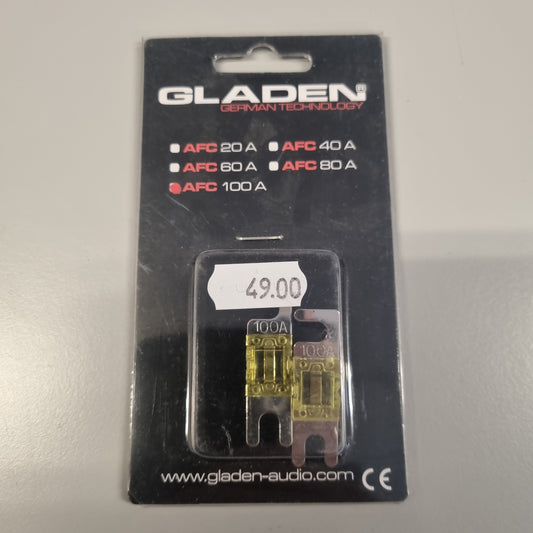 GLADEN®
GERMAN TECHNOLOGY
AFC 20 A AFC 40 A
AFC 60 A AFC 80 A
AFC 100 A
49.00
100A
100A
www.gladen-audio.com CE